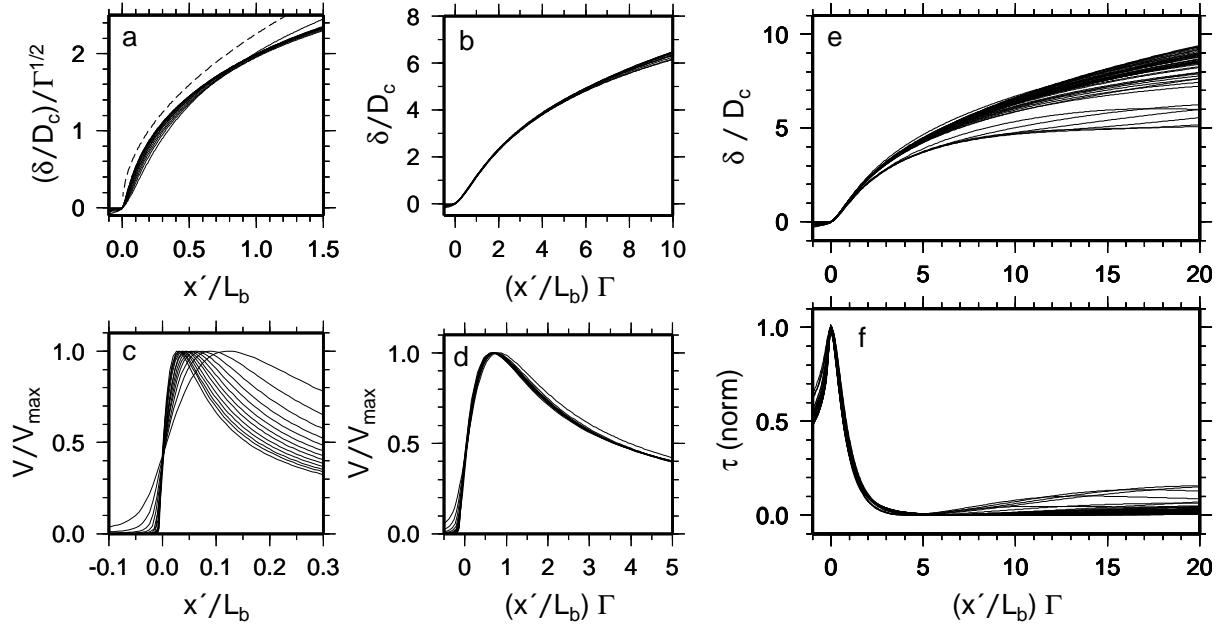 a
(δ/D_c)/Γ^1/2
2
1
0
0.0 0.5 1.0 1.5
x´/L_b
b
δ/D_c
8
6
4
2
0
0 2 4 6 8 10
(x´/L_b) Γ
e
δ / D_c
10
5
0
0 5 10 15 20
c
V/V_max
1.0
0.5
0.0
-0.1 0.0 0.1 0.2 0.3
x´/L_b
d
V/V_max
1.0
0.5
0.0
0 1 2 3 4 5
(x´/L_b) Γ
f
τ (norm)
1.0
0.5
0.0
0 5 10 15 20
(x´/L_b) Γ